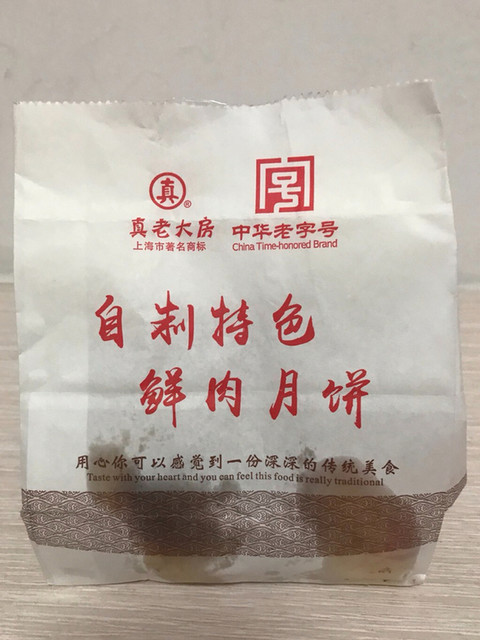 真®
真老大房
上海市著名商标
中华老字号
China Time-honored Brand
自制特色
鲜肉月饼
用心你可以感觉到一份深深的传统美食
Taste with your heart and you can feel this food is really traditional